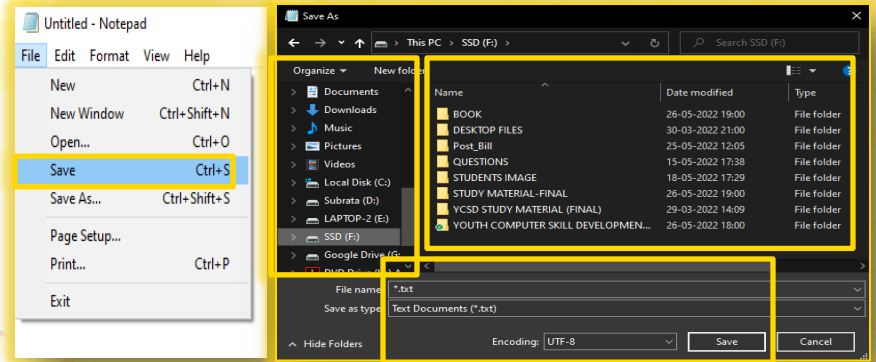 Untitled - Notepad
File Edit Format View Help
New Ctrl+N
New Window Ctrl+Shift+N
Open... Ctrl+O
Save Ctrl+S
Save As... Ctrl+Shift+S
Page Setup...
Print... Ctrl+P
Exit
Save As
This PC > SSD (F:) >
Search SSD (F:)
Organize New folder
Documents
Downloads
Music
Pictures
Videos
Local Disk (C:)
Subrata (D:)
LAPTOP-2 (E:)
SSD (F:)
Google Drive (G:
Name Date modified Type
BOOK 26-05-2022 19:00 File folder
DESKTOP FILES 30-03-2022 21:00 File folder
Post_Bill 25-05-2022 12:05 File folder
QUESTIONS 15-05-2022 17:38 File folder
STUDENTS IMAGE 18-05-2022 17:29 File folder
STUDY MATERIAL-FINAL 26-05-2022 19:00 File folder
YCSD STUDY MATERIAL (FINAL) 29-03-2022 14:09 File folder
YOUTH COMPUTER SKILL DEVELOPMEN... 26-05-2022 18:00 File folder
File name: *.txt
Save as type: Text Documents (*.txt)
Hide Folders Encoding: UTF-8 Save Cancel